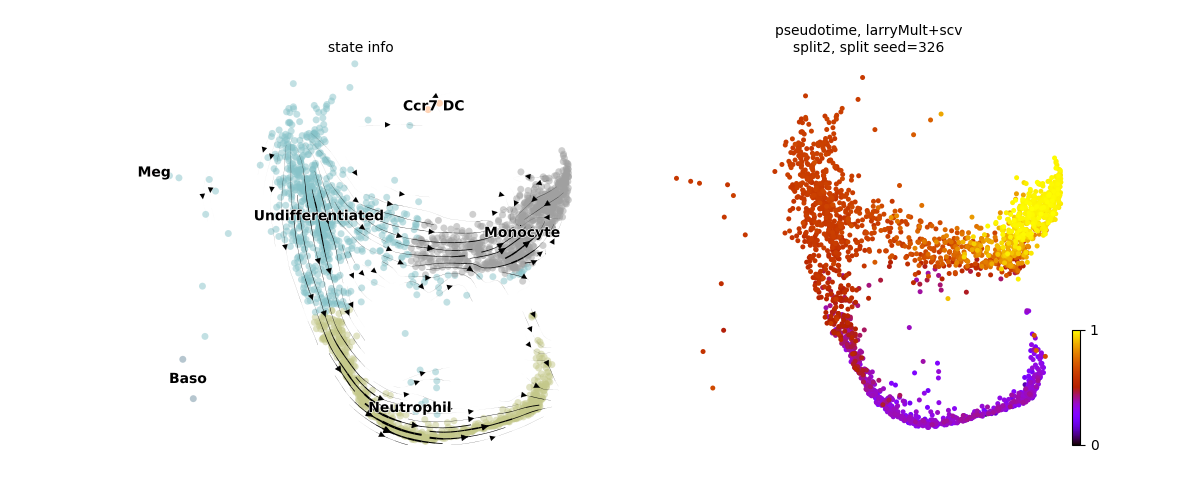 state info
pseudotime, larryMult+scv
split2, split seed=326
Ccr7 DC
Meg
Undifferentiated
Monocyte
Baso
Neutrophil
1
0